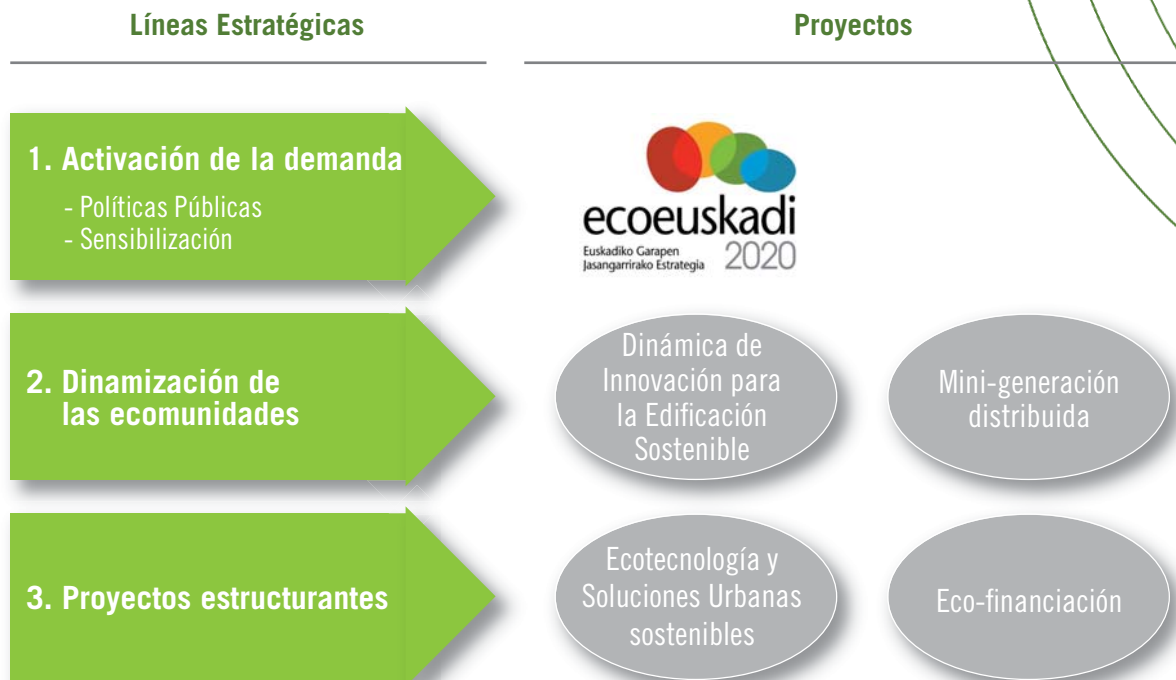 Líneas Estratégicas
Proyectos
1. Activación de la demanda
- Políticas Públicas
- Sensibilización
ecoeuskadi
Euskadiko Garapen
Jasangarrirako Estrategia
2020
2. Dinamización de
las ecomunidades
Dinámica de
Innovación para
la Edificación
Sostenible
Mini-generación
distribuida
3. Proyectos estructurantes
Ecotecnología y
Soluciones Urbanas
sostenibles
Eco-financiación